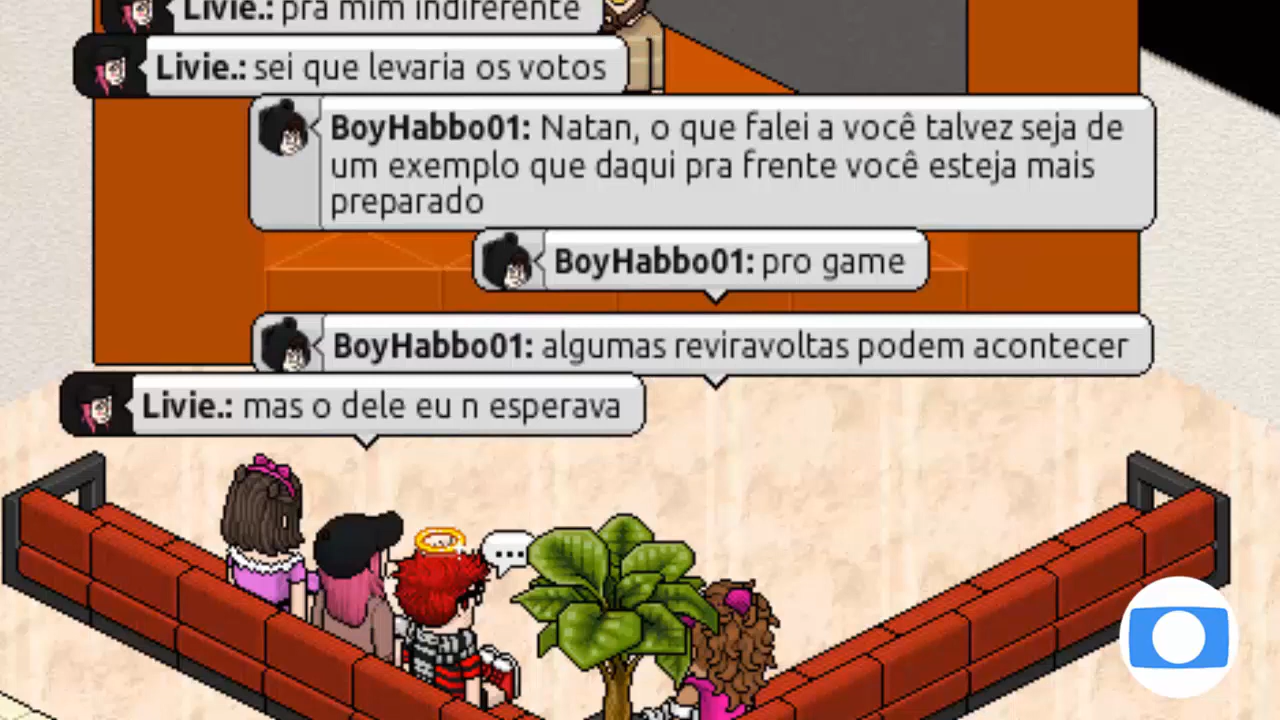 Livie.: pra mim indiferente
Livie.: sei que levaria os votos
BoyHabbo01: Natan, o que falei a você talvez seja de
um exemplo que daqui pra frente você esteja mais
preparado
BoyHabbo01: pro game
BoyHabbo01: algumas reviravoltas podem acontecer
Livie.: mas o dele eu n esperava